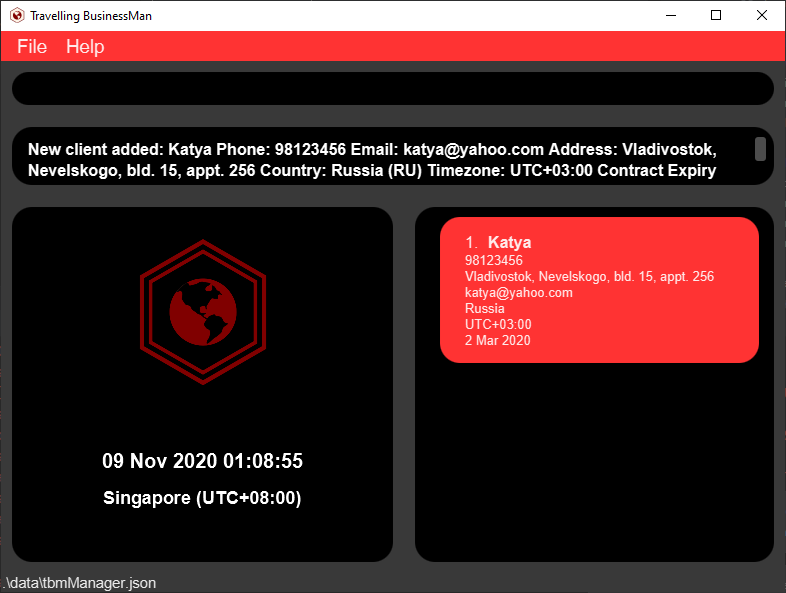 Travelling BusinessMan
File Help
New client added: Katya Phone: 98123456 Email: katya@yahoo.com Address: Vladivostok,
Nevelskogo, bld. 15, appt. 256 Country: Russia (RU) Timezone: UTC+03:00 Contract Expiry
09 Nov 2020 01:08:55
Singapore (UTC+08:00)
1. Katya
98123456
Vladivostok, Nevelskogo, bld. 15, appt. 256
katya@yahoo.com
Russia
UTC+03:00
2 Mar 2020
.\data\tbmManager.json